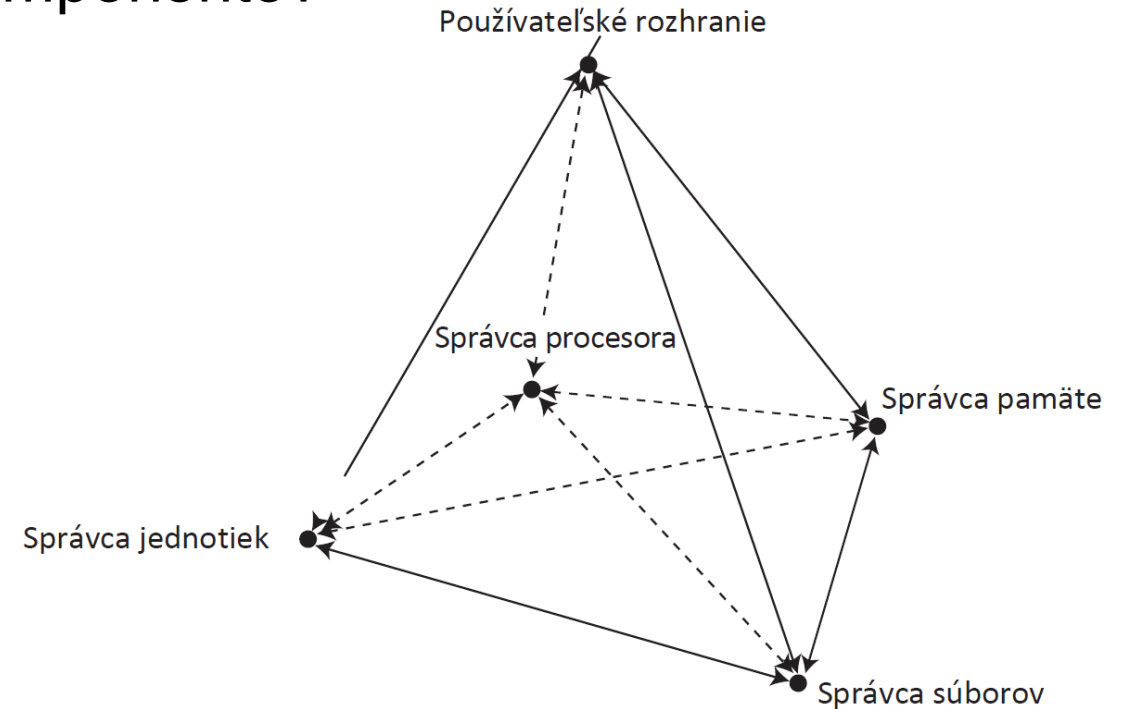 Používateľské rozhranie
Správca procesora
Správca pamäte
Správca jednotiek
Správca súborov